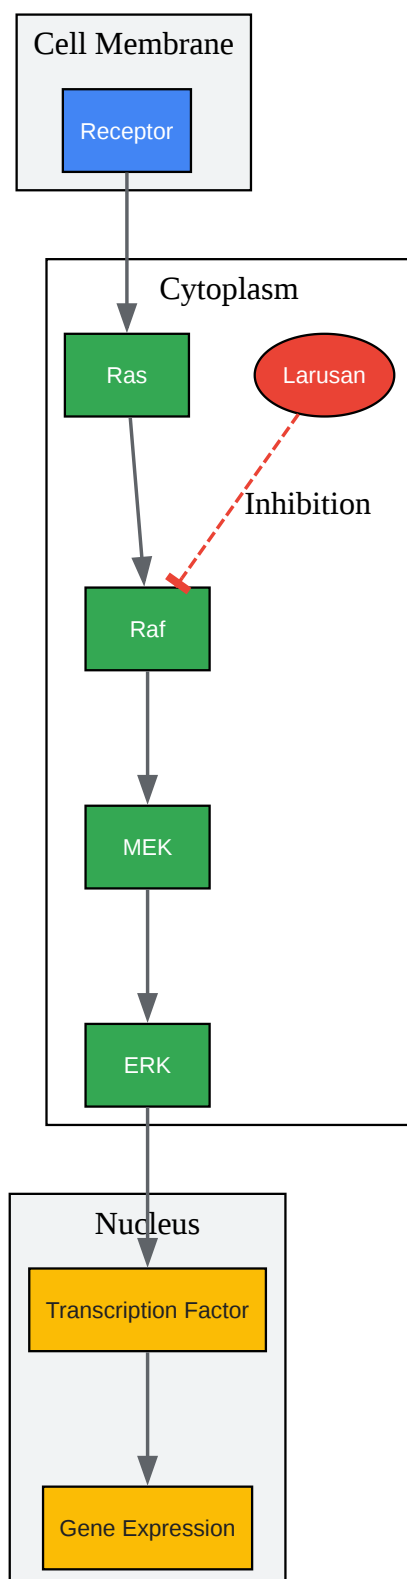 Cell Membrane
Receptor
Cytoplasm
Ras
Larusan
Inhibition
Raf
MEK
ERK
Nucleus
Transcription Factor
Gene Expression